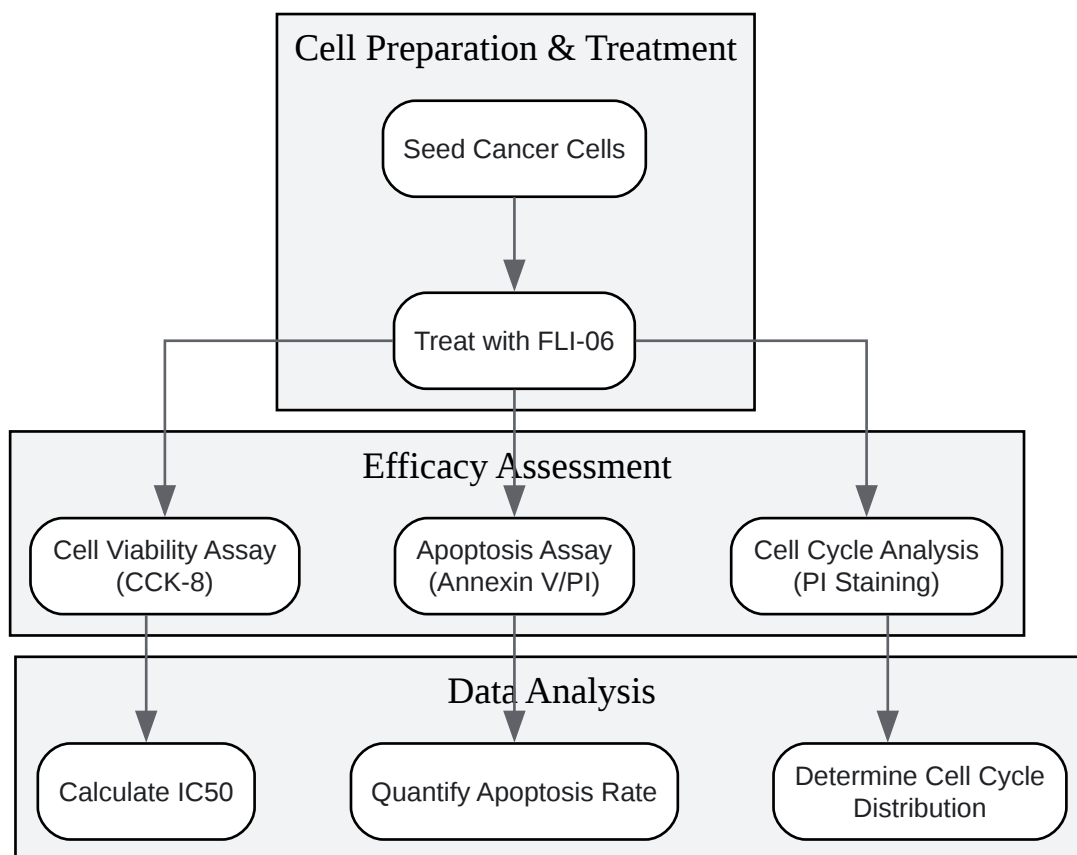 Cell Preparation & Treatment
Seed Cancer Cells
Treat with FLI-06
Efficacy Assessment
Cell Viability Assay
(CCK-8)
Apoptosis Assay
(Annexin V/PI)
Cell Cycle Analysis
(PI Staining)
Data Analysis
Calculate IC50
Quantify Apoptosis Rate
Determine Cell Cycle
Distribution